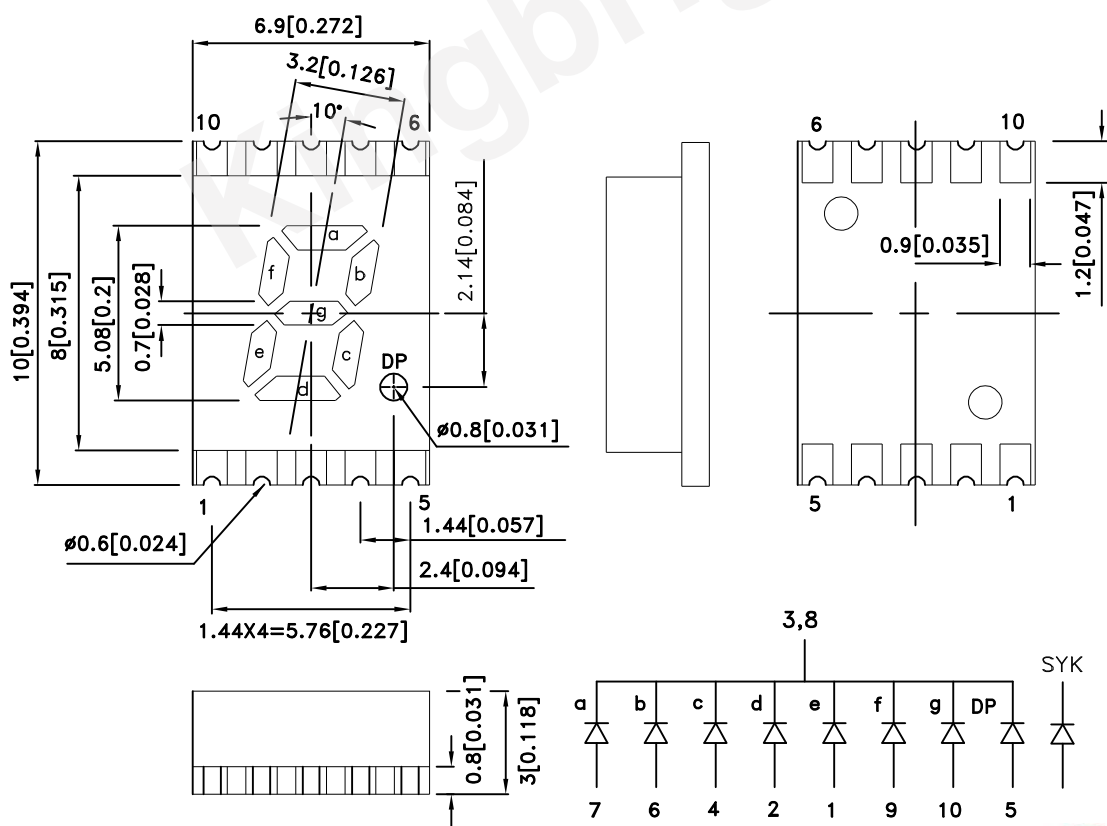 Kingbri
6.9[0.272]
3.2[0.126]
10°
10
6
6
10
10[0.394]
8[0.315]
5.08[0.2]
0.7[0.028]
2.14[0.084]
0.9[0.035]
1.2[0.047]
a
f
b
g
e
c
d
DP
ø0.8[0.031]
1
5
5
1
1.44[0.057]
ø0.6[0.024]
2.4[0.094]
1.44X4=5.76[0.227]
3,8
SYK
a b c d e f g DP
7 6 4 2 1 9 10 5
0.8[0.031]
3[0.118]